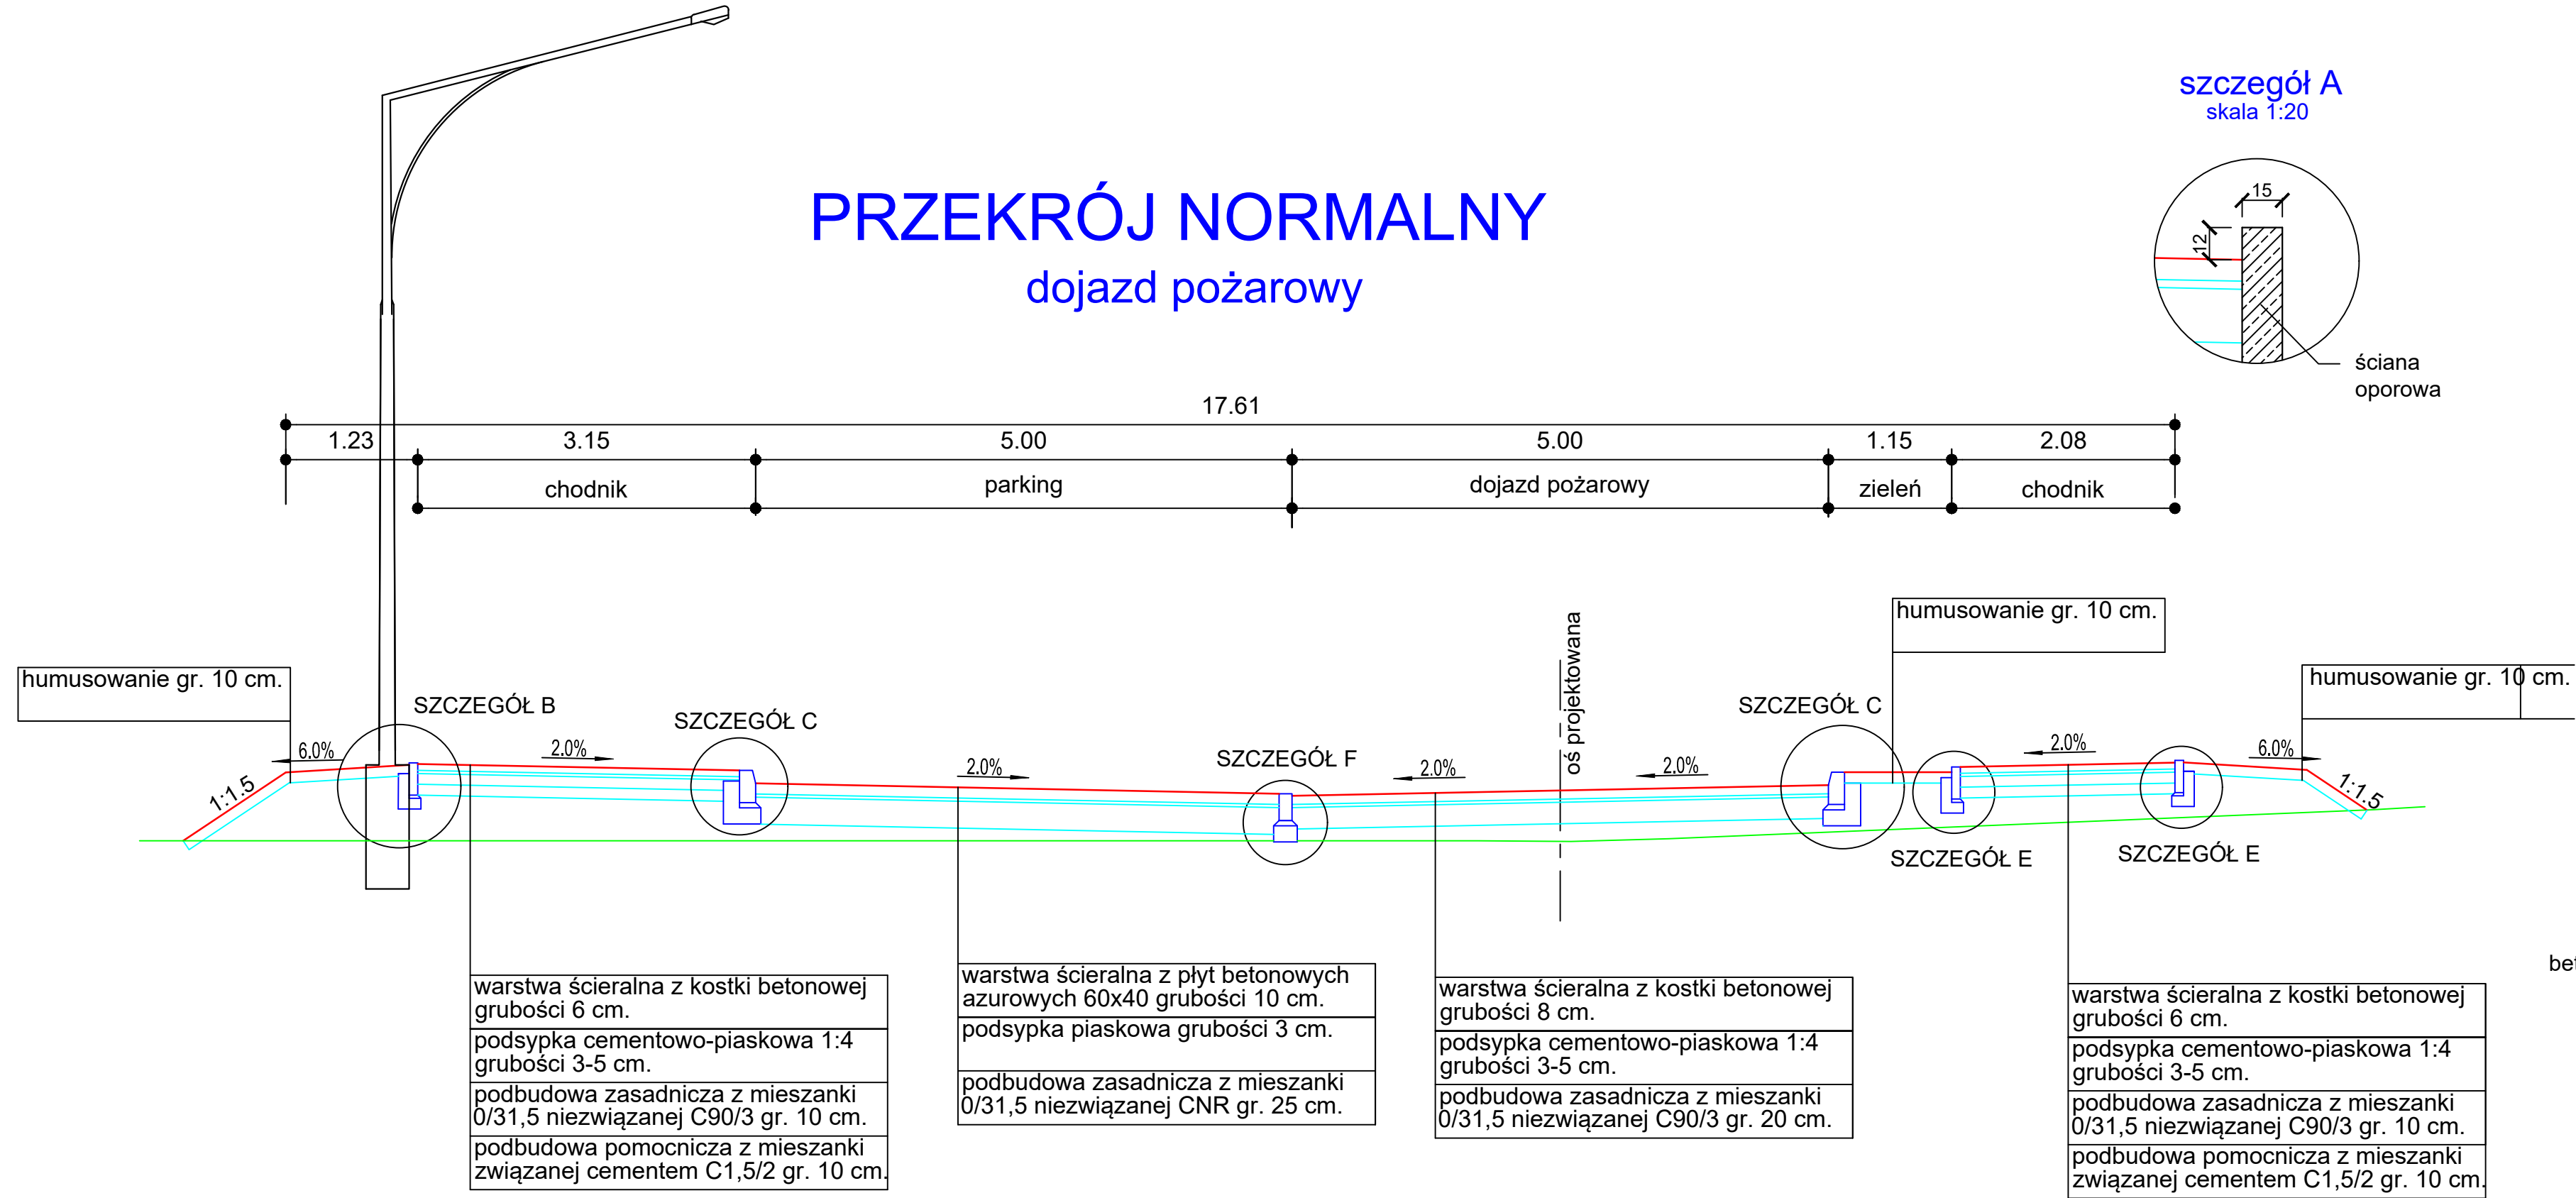 szczegół A
skala 1:20
15
12
ściana
oporowa
PRZEKRÓJ NORMALNY
dojazd pożarowy
17.61
1.23
3.15
5.00
5.00
1.15
2.08
chodnik
parking
dojazd pożarowy
zieleń
chodnik
humusowanie gr. 10 cm.
humusowanie gr. 10 cm.
humusowanie gr. 10 cm.
oś projektowana
SZCZEGÓŁ B
SZCZEGÓŁ C
SZCZEGÓŁ F
SZCZEGÓŁ C
SZCZEGÓŁ E
SZCZEGÓŁ E
1:1.5
6.0%
2.0%
2.0%
2.0%
2.0%
2.0%
6.0%
1:1.5
warstwa ścieralna z kostki betonowej
grubości 6 cm.
podsypka cementowo-piaskowa 1:4
grubości 3-5 cm.
podbudowa zasadnicza z mieszanki
0/31,5 niezwiązanej C90/3 gr. 10 cm.
podbudowa pomocnicza z mieszanki
związanej cementem C1,5/2 gr. 10 cm.
warstwa ścieralna z płyt betonowych
azurowych 60x40 grubości 10 cm.
podsypka piaskowa grubości 3 cm.
podbudowa zasadnicza z mieszanki
0/31,5 niezwiązanej CNR gr. 25 cm.
warstwa ścieralna z kostki betonowej
grubości 8 cm.
podsypka cementowo-piaskowa 1:4
grubości 3-5 cm.
podbudowa zasadnicza z mieszanki
0/31,5 niezwiązanej C90/3 gr. 20 cm.
warstwa ścieralna z kostki betonowej
grubości 6 cm.
podsypka cementowo-piaskowa 1:4
grubości 3-5 cm.
podbudowa zasadnicza z mieszanki
0/31,5 niezwiązanej C90/3 gr. 10 cm.
podbudowa pomocnicza z mieszanki
związanej cementem C1,5/2 gr. 10 cm.